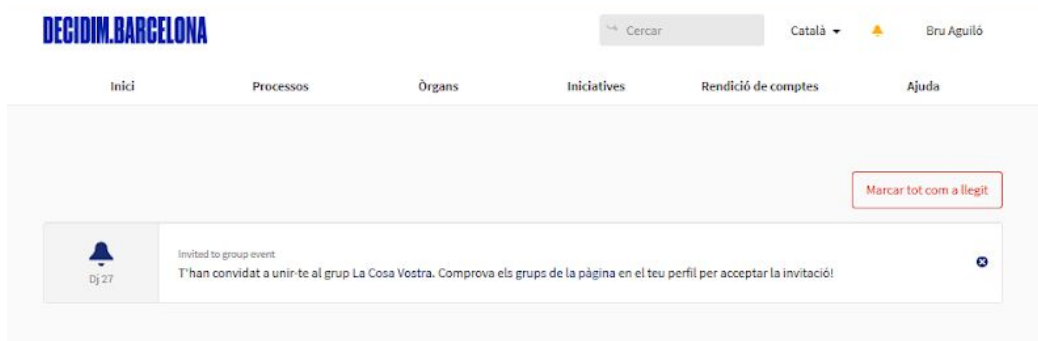 DECIDIM.BARCELONA
Cercar
Català
Bru Aguiló
Inici
Processos
Òrgans
Iniciatives
Rendició de comptes
Ajuda
Marcar tot com a llegit
Invited to group event
T'han convidat a unir-te al grup La Cosa Vostra. Comprova els grups de la pàgina en el teu perfil per acceptar la invitació!
Dj 27